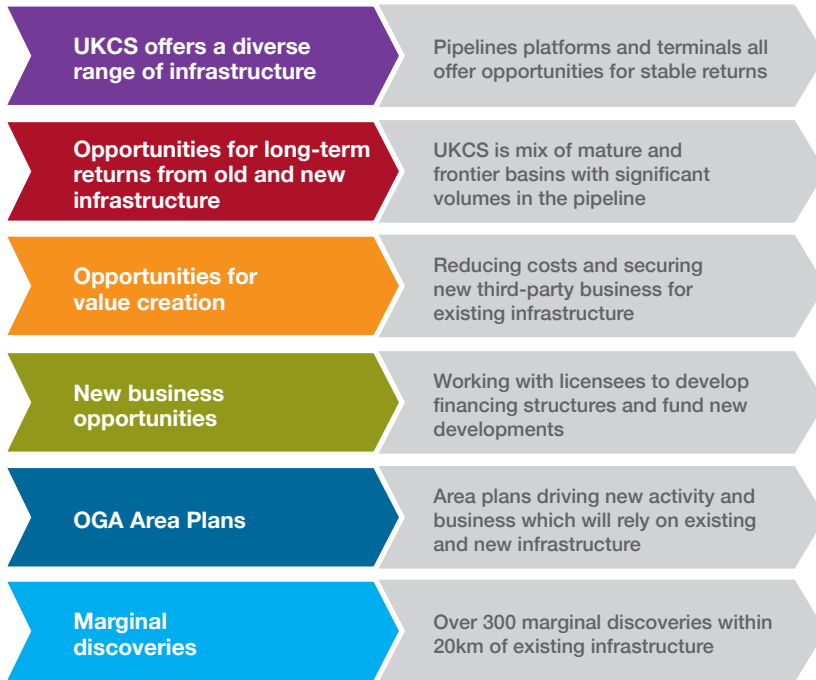 UKCS offers a diverse
range of infrastructure
Pipelines platforms and terminals all
offer opportunities for stable returns
Opportunities for long-term
returns from old and new
infrastructure
UKCS is mix of mature and
frontier basins with significant
volumes in the pipeline
Opportunities for
value creation
Reducing costs and securing
new third-party business for
existing infrastructure
New business
opportunities
Working with licensees to develop
financing structures and fund new
developments
OGA Area Plans
Area plans driving new activity and
business which will rely on existing
and new infrastructure
Marginal
discoveries
Over 300 marginal discoveries within
20km of existing infrastructure